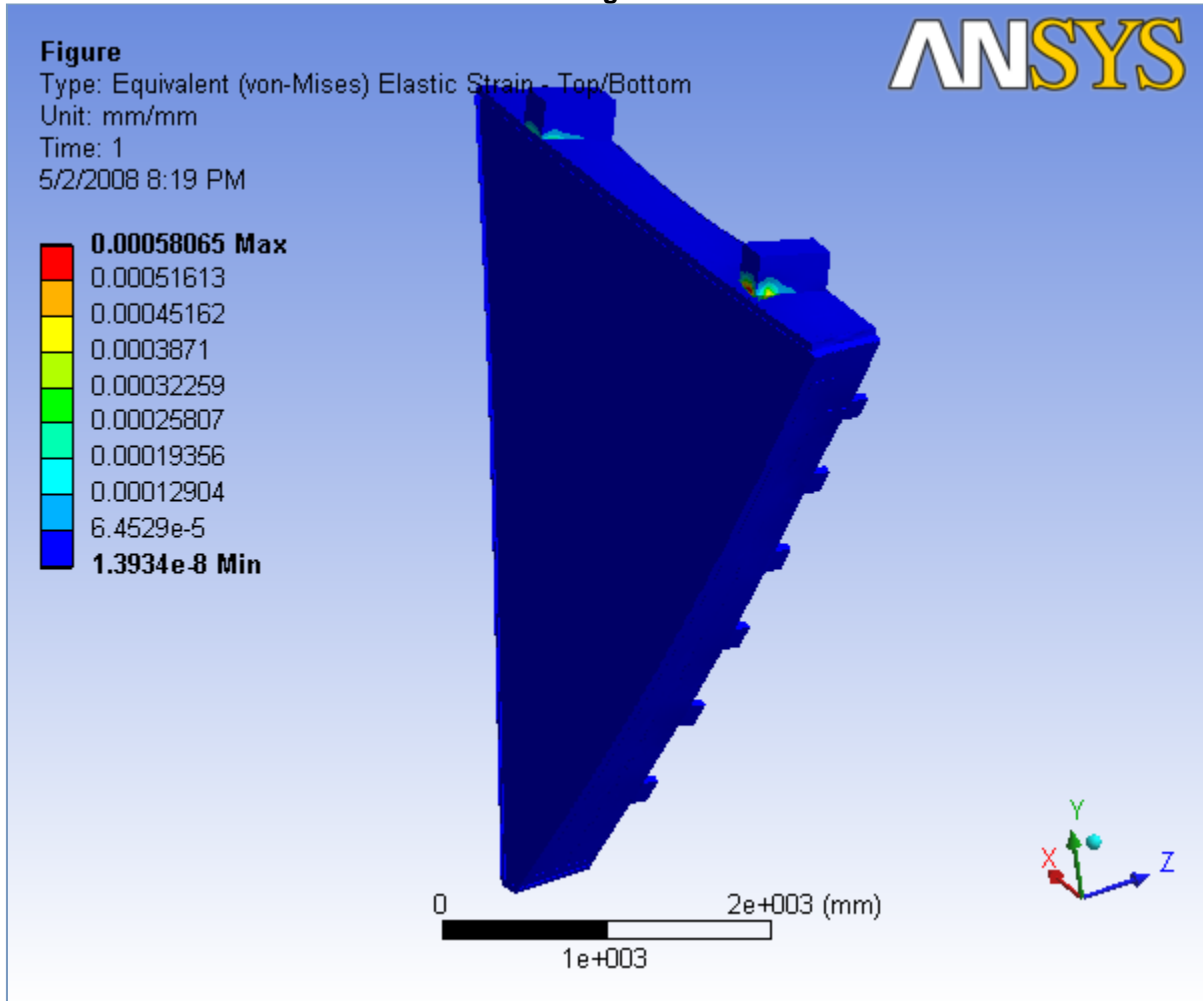 Figure
Type: Equivalent (von-Mises) Elastic Strain - Top/Bottom
Unit: mm/mm
Time: 1
5/2/2008 8:19 PM
ANSYS
0.00058065 Max
0.00051613
0.00045162
0.0003871
0.00032259
0.00025807
0.00019356
0.00012904
6.4529e-5
1.3934e-8 Min
Y
X
Z
0
2e+003 (mm)
1e+003